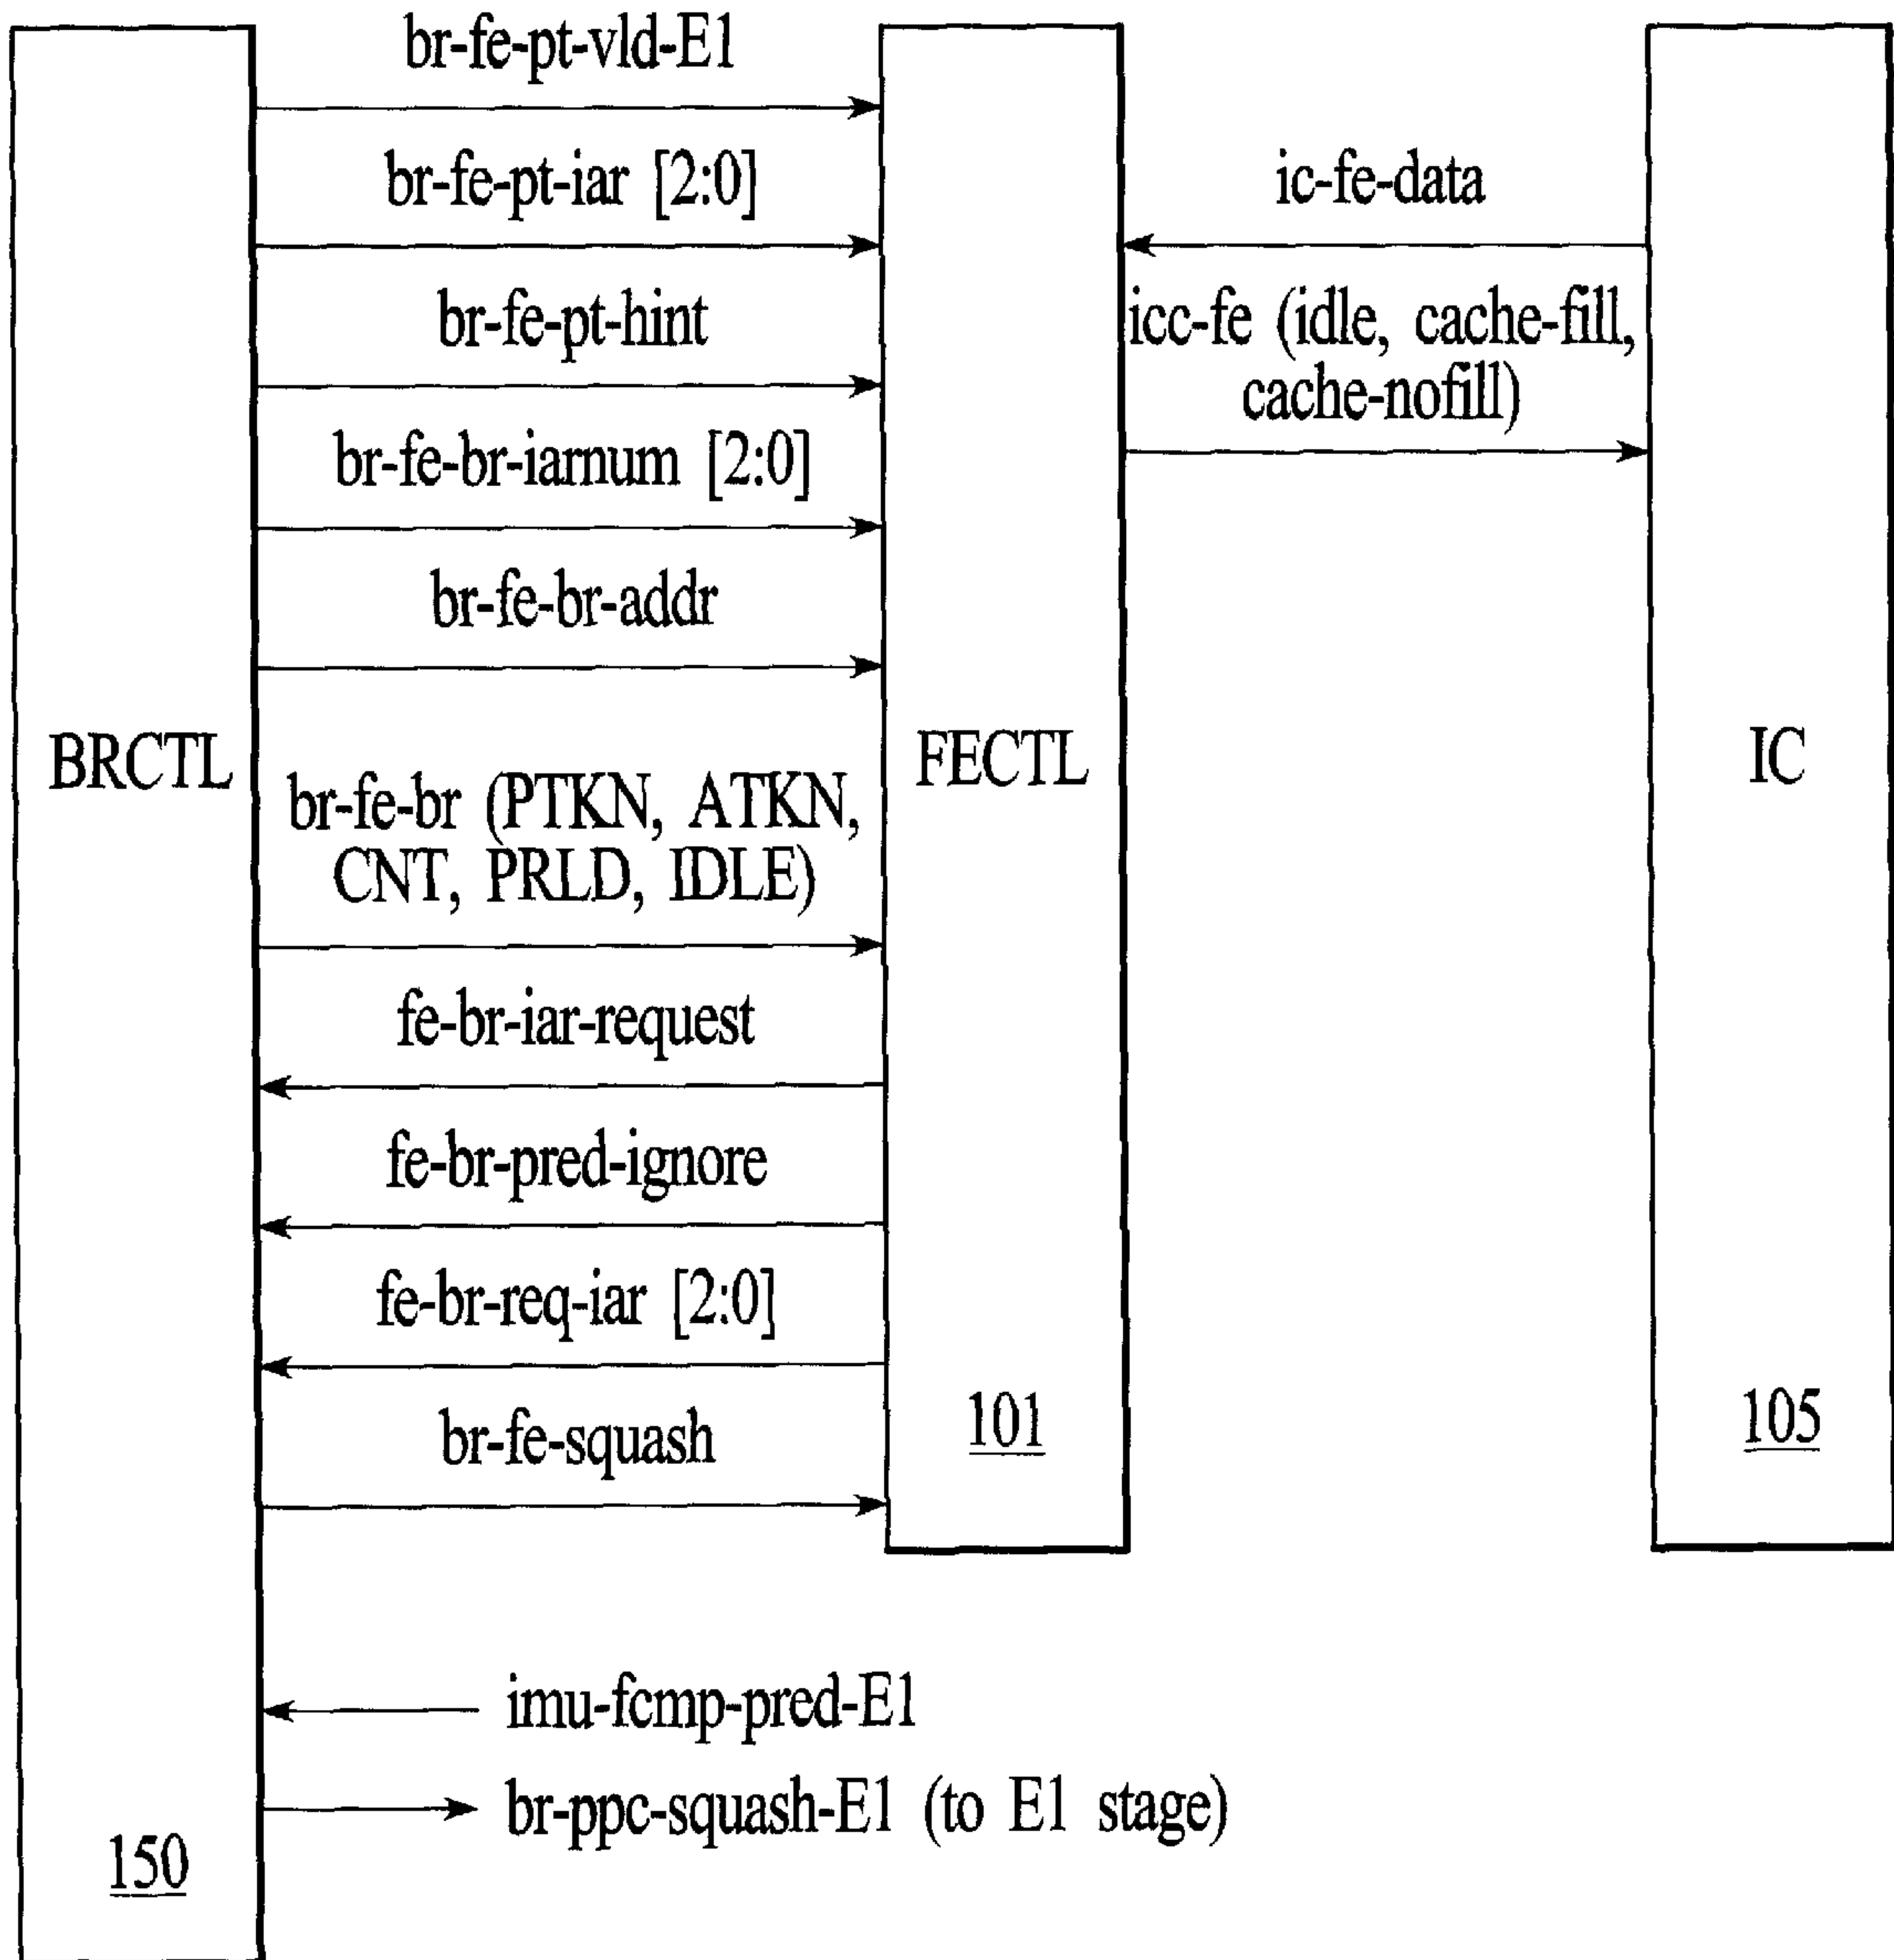 br-fe-pt-vld-E1
br-fe-pt-iar [2:0]
ic-fe-data
br-fe-pt-hint
icc-fe (idle, cache-fill,
cache-nofill)
br-fe-br-iarnum [2:0]
br-fe-br-addr
BRCTL
FECTL
IC
br-fe-br (PTKN, ATKN,
CNT, PRLD, IDLE)
fe-br-iar-request
fe-br-pred-ignore
fe-br-req-iar [2:0]
101
105
br-fe-squash
imu-fcmp-pred-E1
br-ppc-squash-E1 (to E1 stage)
150